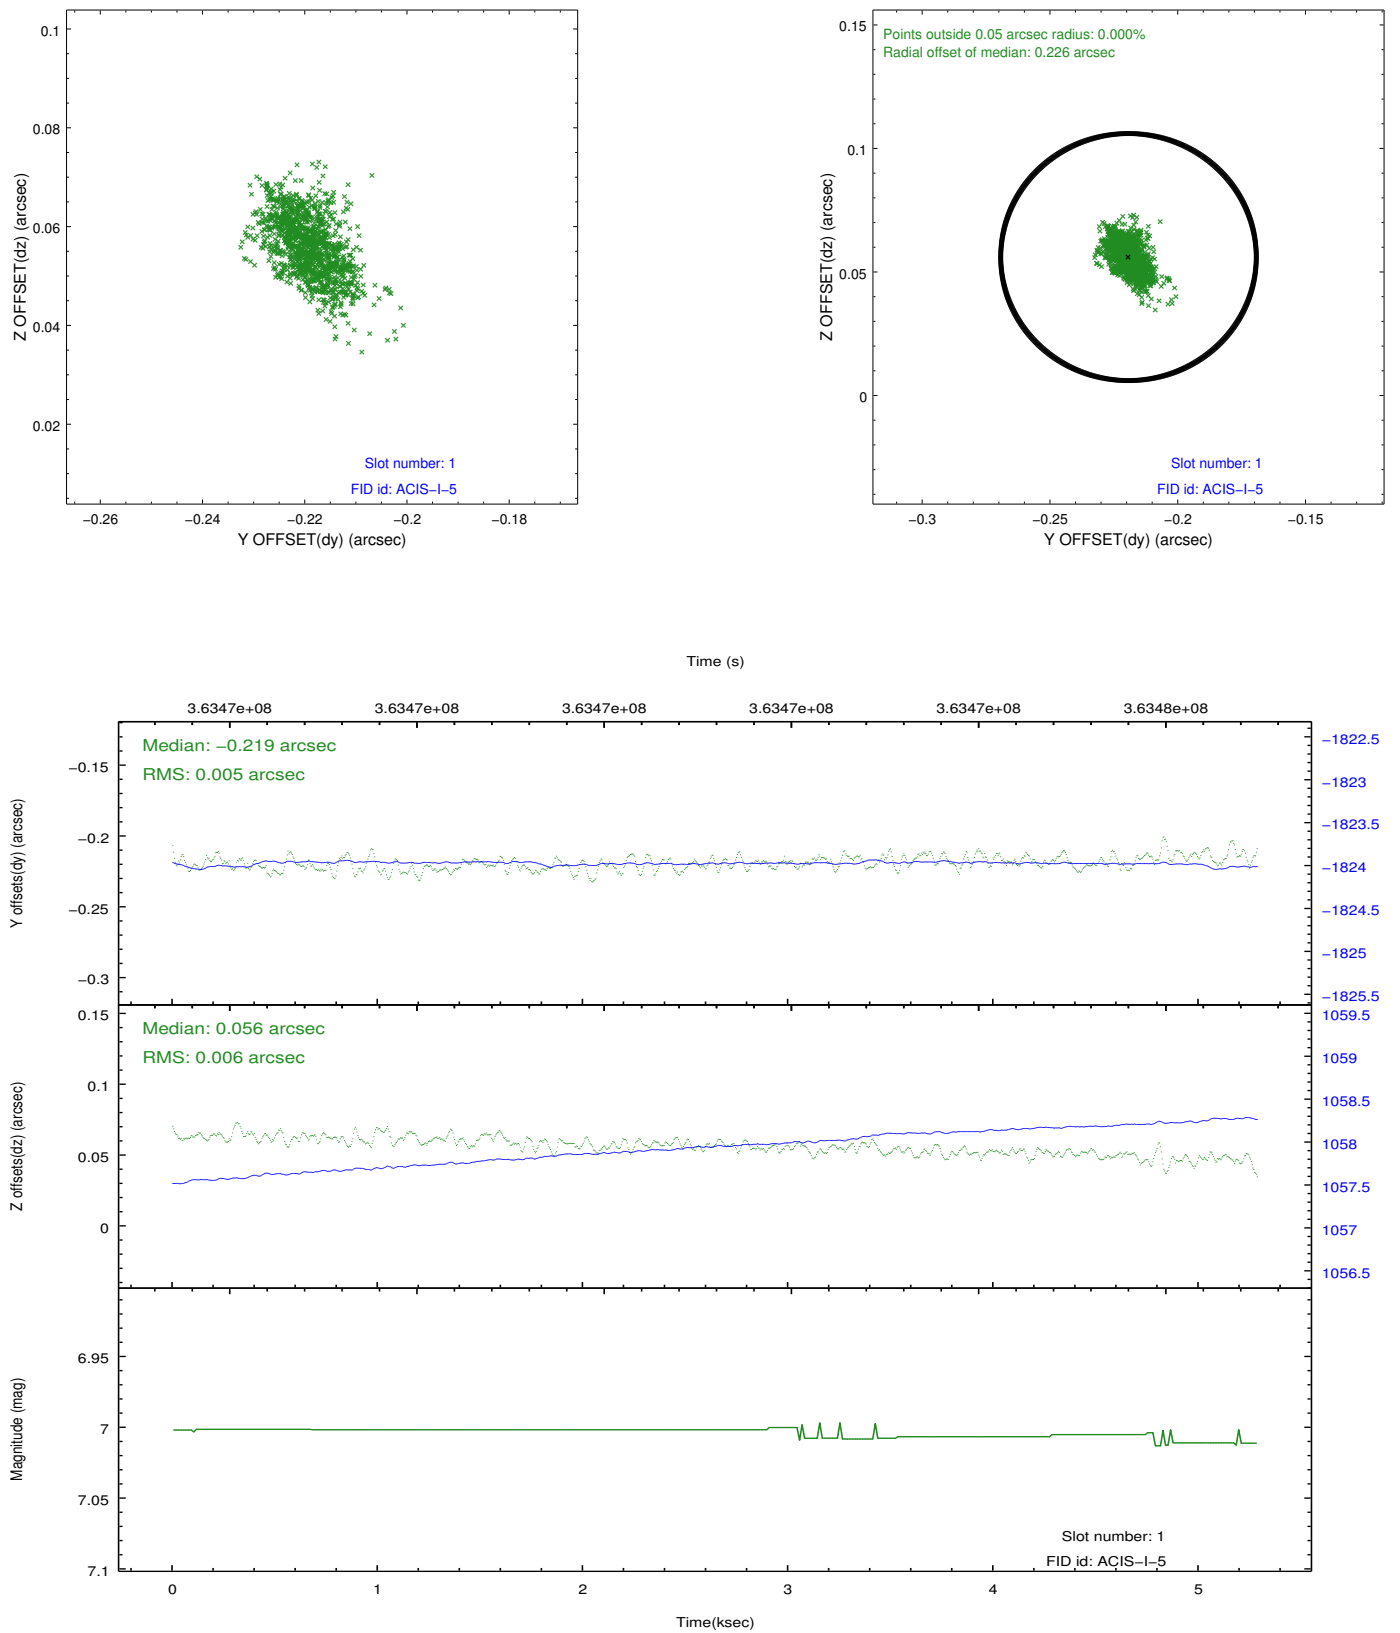 0.1
0.08
0.06
0.04
0.02
Z OFFSET(dz) (arcsec)
Slot number: 1
FID id: ACIS−I−5
−0.26 −0.24 −0.22 −0.2 −0.18
Y OFFSET(dy) (arcsec)
Points outside 0.05 arcsec radius: 0.000%
Radial offset of median: 0.226 arcsec
0.15
0.1
0.05
0
Z OFFSET(dz) (arcsec)
Slot number: 1
FID id: ACIS−I−5
−0.3 −0.25 −0.2 −0.15
Y OFFSET(dy) (arcsec)
Time (s)
3.6347e+08 3.6347e+08 3.6347e+08 3.6347e+08 3.6347e+08 3.6348e+08
Median: −0.219 arcsec
RMS: 0.005 arcsec
−0.15
−0.2
−0.25
−0.3
Y offsets(dy) (arcsec)
−1822.5
−1823
−1823.5
−1824
−1824.5
−1825
−1825.5
Median: 0.056 arcsec
RMS: 0.006 arcsec
0.15
0.1
0.05
0
Z offsets(dz) (arcsec)
1059.5
1059
1058.5
1058
1057.5
1057
1056.5
6.95
7
7.05
7.1
Magnitude (mag)
Slot number: 1
FID id: ACIS−I−5
0 1 2 3 4 5
Time(ksec)